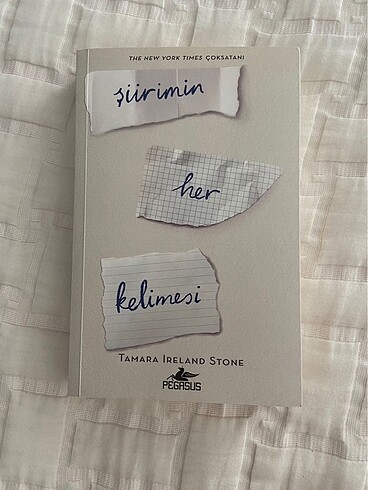 THE NEW YORK TIMES ÇOKSATANI
şiirimin
her
kelimesi
TAMARA IRELAND STONE
PEGASUS